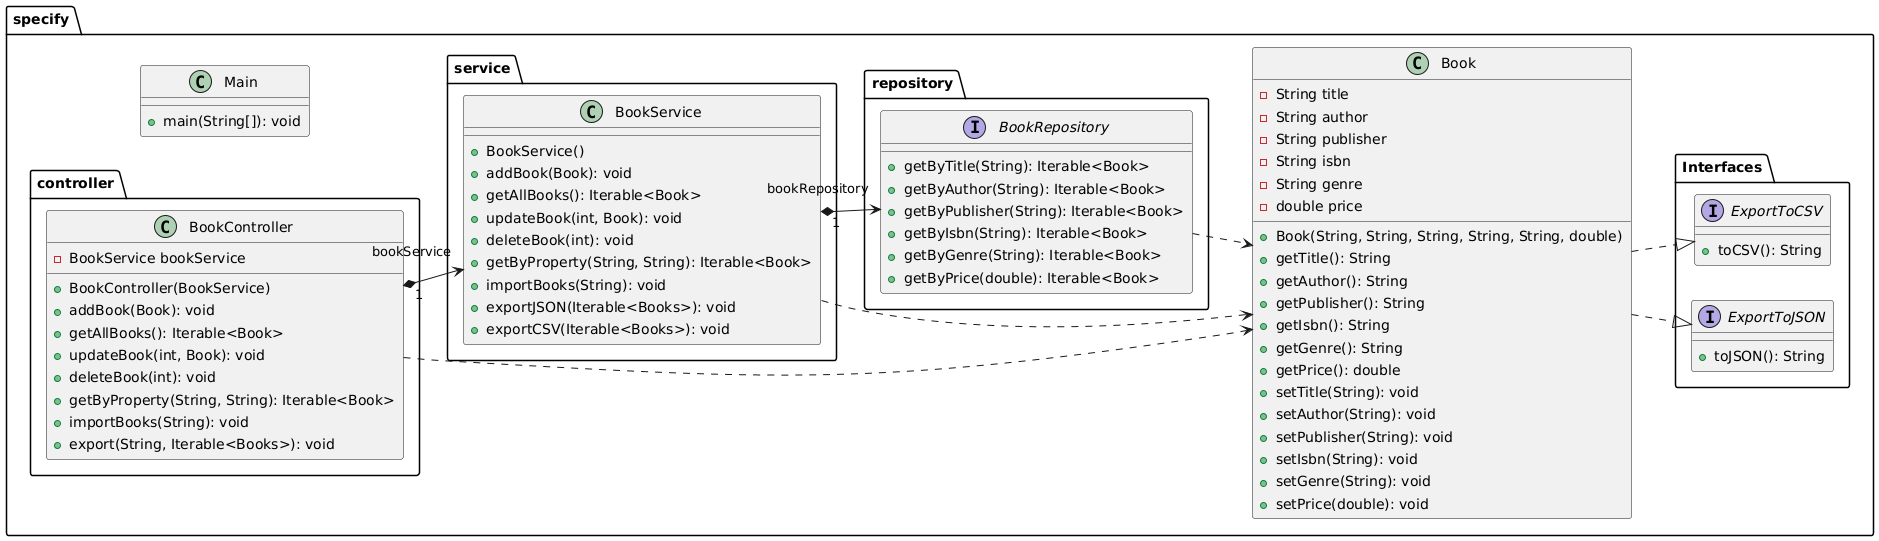 specify
Main
main(String[]): void
controller
BookController
BookService bookService
BookController(BookService)
addBook(Book): void
getAllBooks(): Iterable<Book>
updateBook(int, Book): void
deleteBook(int): void
getByProperty(String, String): Iterable<Book>
importBooks(String): void
export(String, Iterable<Books>): void
bookService
1
service
BookService
BookService()
addBook(Book): void
getAllBooks(): Iterable<Book>
updateBook(int, Book): void
deleteBook(int): void
getByProperty(String, String): Iterable<Book>
importBooks(String): void
exportJSON(Iterable<Books>): void
exportCSV(Iterable<Books>): void
bookRepository
1
repository
BookRepository
getByTitle(String): Iterable<Book>
getByAuthor(String): Iterable<Book>
getByPublisher(String): Iterable<Book>
getByIsbn(String): Iterable<Book>
getByGenre(String): Iterable<Book>
getByPrice(double): Iterable<Book>
Book
String title
String author
String publisher
String isbn
String genre
double price
Book(String, String, String, String, String, double)
getTitle(): String
getAuthor(): String
getPublisher(): String
getIsbn(): String
getGenre(): String
getPrice(): double
setTitle(String): void
setAuthor(String): void
setPublisher(String): void
setIsbn(String): void
setGenre(String): void
setPrice(double): void
Interfaces
ExportToCSV
toCSV(): String
ExportToJSON
toJSON(): String